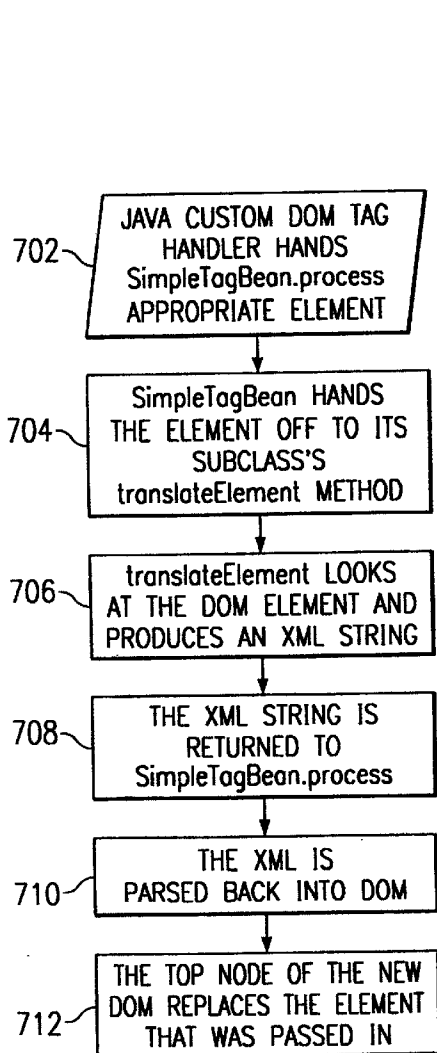 702
JAVA CUSTOM DOM TAG
HANDLER HANDS
SimpleTagBean.process
APPROPRIATE ELEMENT
704
SimpleTagBean HANDS
THE ELEMENT OFF TO ITS
SUBCLASS'S
translateElement METHOD
706
translateElement LOOKS
AT THE DOM ELEMENT AND
PRODUCES AN XML STRING
708
THE XML STRING IS
RETURNED TO
SimpleTagBean.process
710
THE XML IS
PARSED BACK INTO DOM
712
THE TOP NODE OF THE NEW
DOM REPLACES THE ELEMENT
THAT WAS PASSED IN